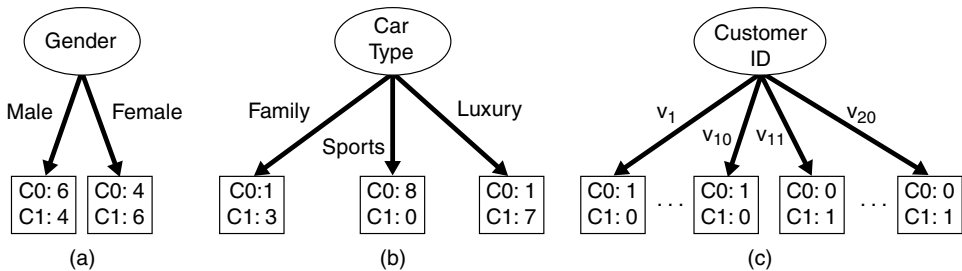 Gender
Male
Female
C0: 6
C1: 4
C0: 4
C1: 6
(a)
Car
Type
Family
Sports
Luxury
C0:1
C1: 3
C0: 8
C1: 0
C0: 1
C1: 7
(b)
Customer
ID
v1
v10
v11
v20
C0: 1
C1: 0
. . .
C0: 1
C1: 0
C0: 0
C1: 1
. . .
C0: 0
C1: 1
(c)